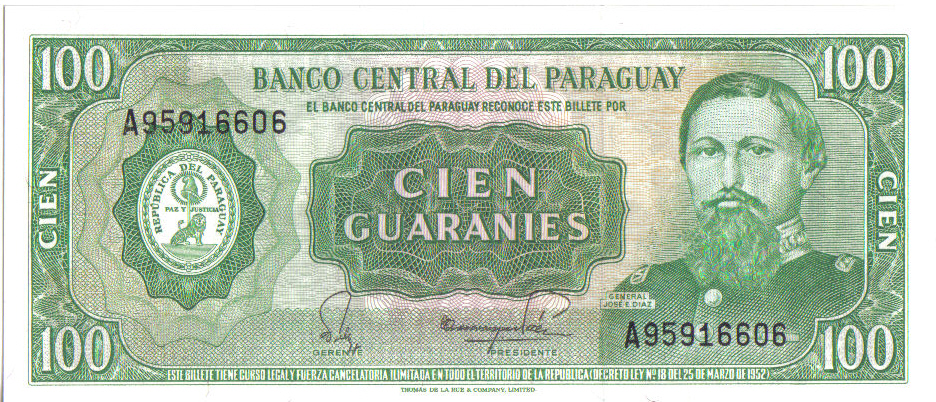 100
100
BANCO CENTRAL DEL PARAGUAY
EL BANCO CENTRAL DEL PARAGUAY RECONOCE ESTE BILLETE POR
A95916606
CIEN
REPÚBLICA DEL PARAGUAY
PAZ Y JUSTICIA
CIEN
GUARANIES
CIEN
GENERAL
JOSE E. DIAZ
A95916606
GERENTE
PRESIDENTE
100
100
ESTE BILLETE TIENE CURSO LEGAL Y FUERZA CANCELATORIA ILIMITADA EN TODO EL TERRITORIO DE LA REPUBLICA (DECRETO LEY Nº 18 DEL 25 DE MARZO DE 1952)
THOMAS DE LA RUE & COMPANY, LIMITED